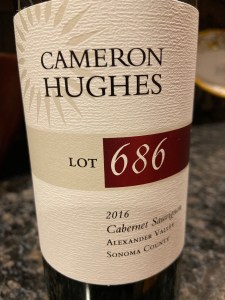 CAMERON
HUGHES
LOT 686
2016
Cabernet Sauvignon
ALEXANDER VALLEY
SONOMA COUNTY